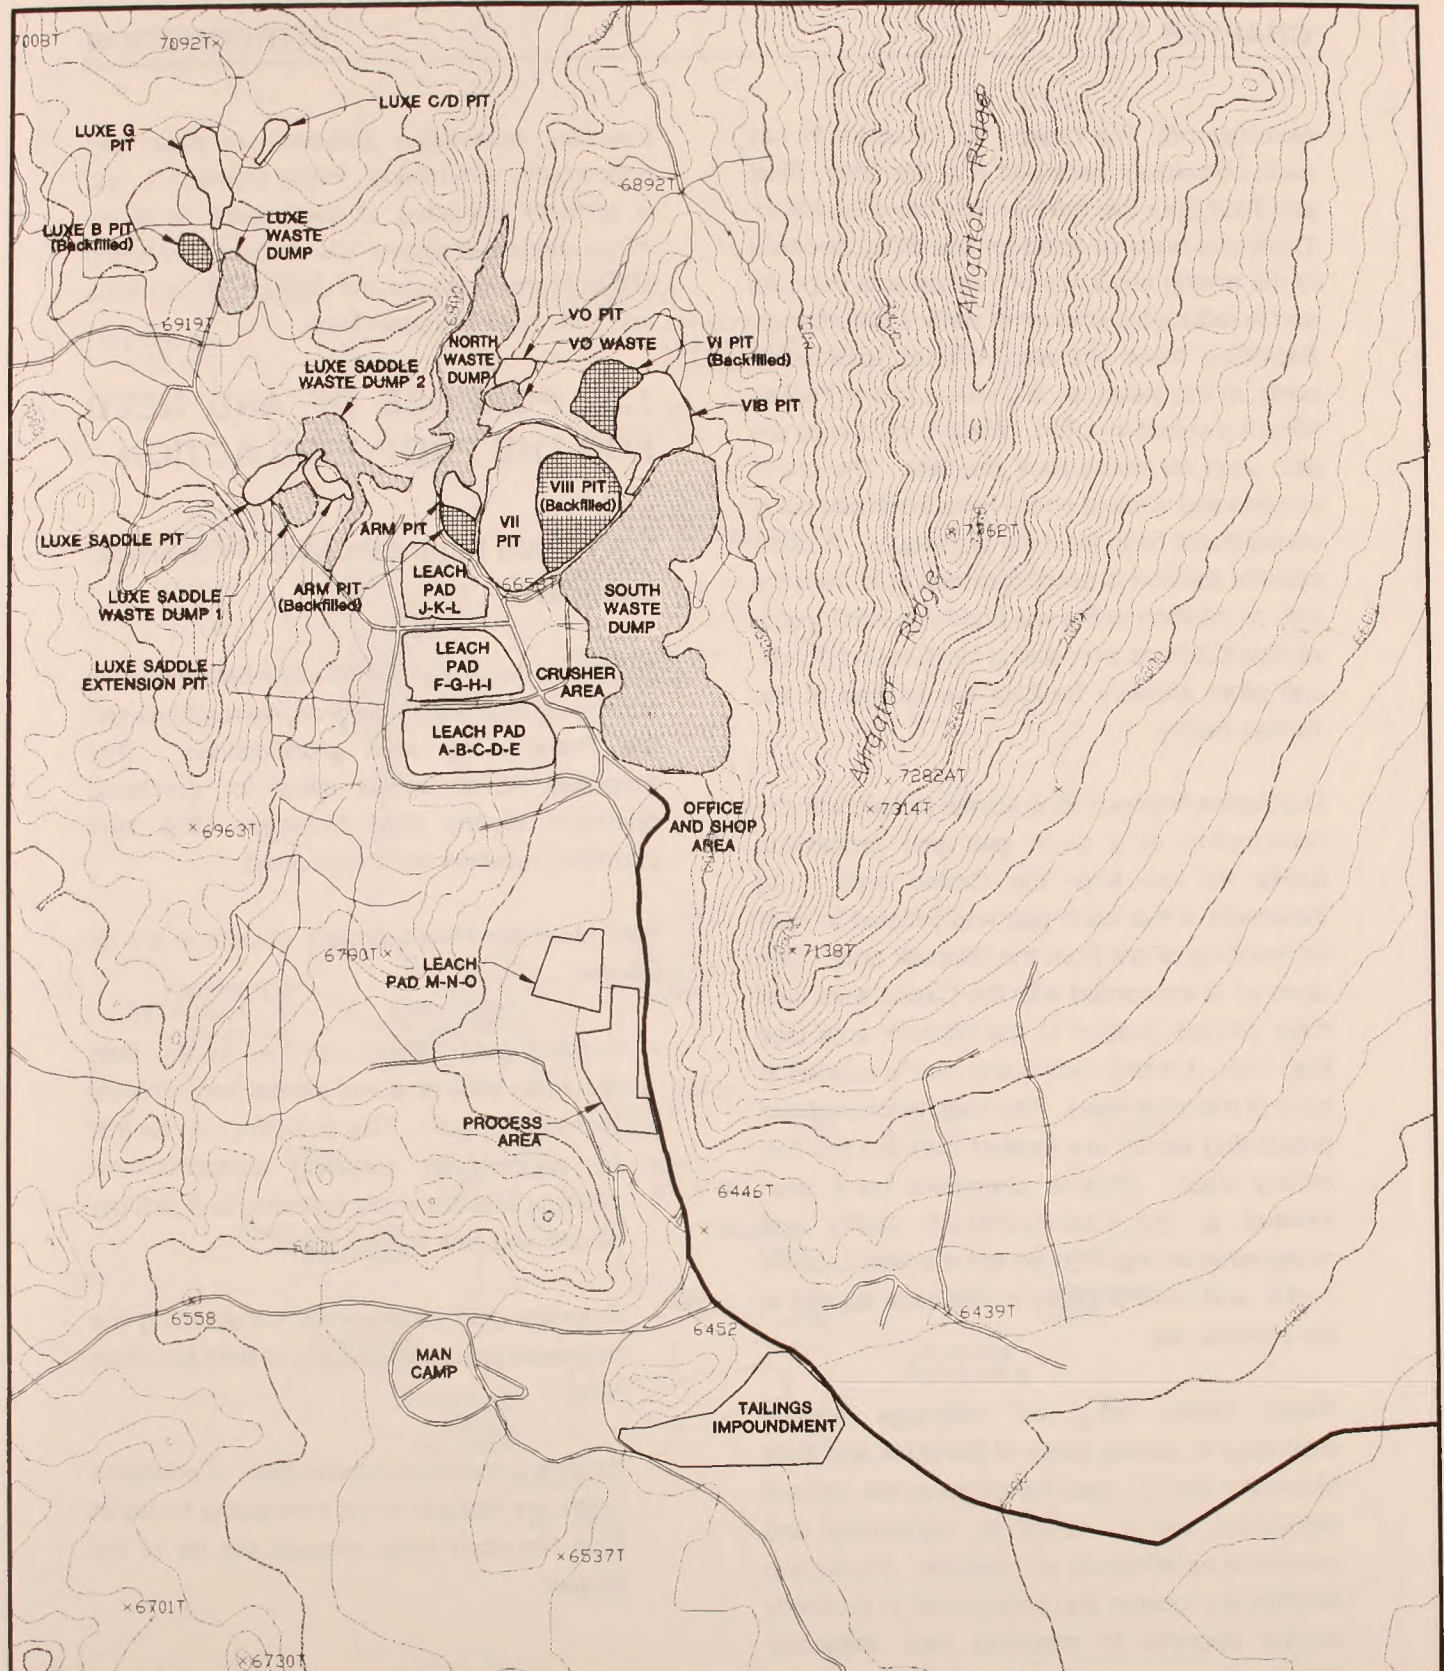 7092T
LUXE C/D PIT
LUXE G
PIT
Alligator Ridge
6892T
LUXE B PIT
(Backfilled)
LUXE
WASTE
DUMP
6919T
VO PIT
VO WASTE
NORTH
WASTE
DUMP
VI PIT
(Backfilled)
LUXE SADDLE
WASTE DUMP 2
VIB PIT
VIII PIT
(Backfilled)
VII
PIT
ARM PIT
LUXE SADDLE PIT
LEACH
PAD
J-K-L
ARM PIT
(Backfilled)
LUXE SADDLE
WASTE DUMP 1
SOUTH
WASTE
DUMP
Alligator Ridge
LEACH
PAD
F-G-H-I
LUXE SADDLE
EXTENSION PIT
CRUSHER
AREA
LEACH PAD
A-B-C-D-E
7282AT
7314T
OFFICE
AND SHOP
AREA
6963T
6790T
7138T
LEACH
PAD M-N-O
PROCESS
AREA
6446T
6558
6439T
6452
MAN
CAMP
TAILINGS
IMPOUNDMENT
6537T
6701T
6730T